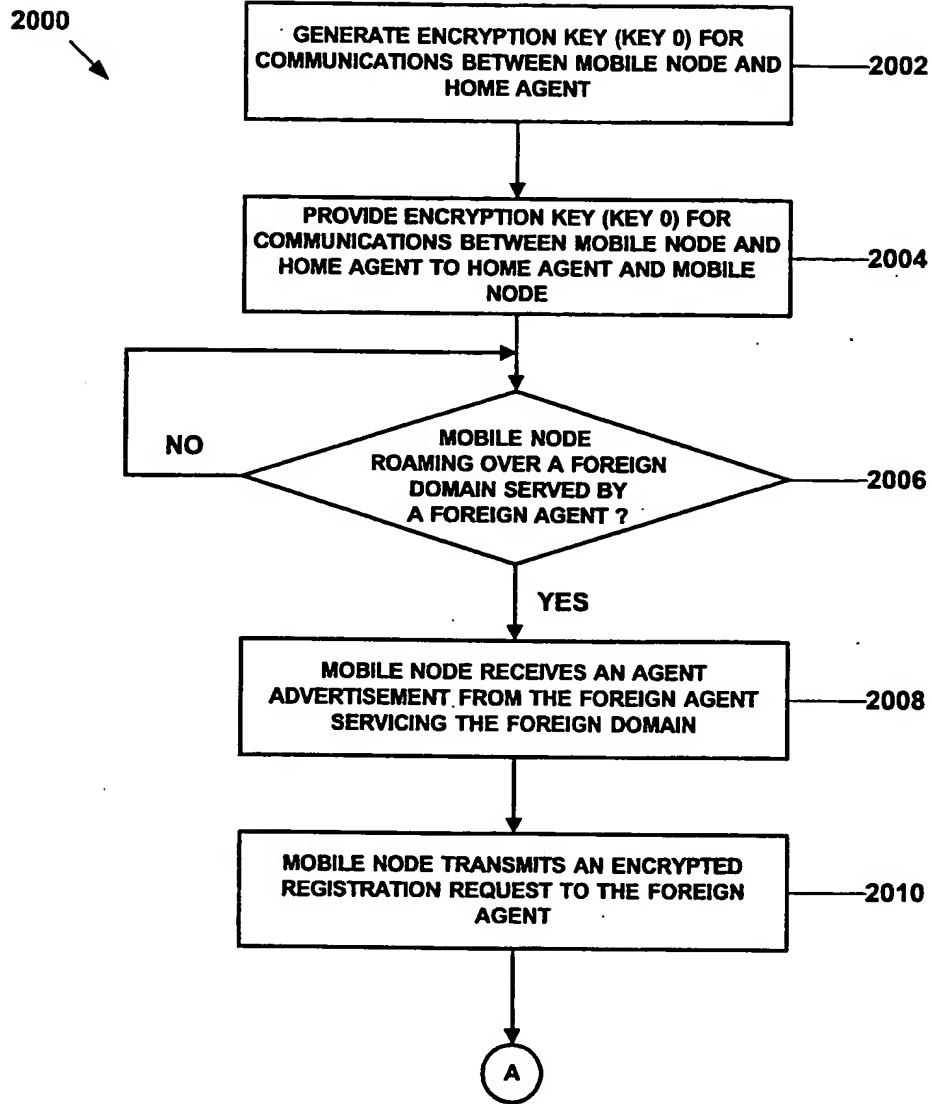 2000
GENERATE ENCRYPTION KEY (KEY 0) FOR
COMMUNICATIONS BETWEEN MOBILE NODE AND
HOME AGENT
2002
PROVIDE ENCRYPTION KEY (KEY 0) FOR
COMMUNICATIONS BETWEEN MOBILE NODE AND
HOME AGENT TO HOME AGENT AND MOBILE
NODE
2004
NO
MOBILE NODE
ROAMING OVER A FOREIGN
DOMAIN SERVED BY
A FOREIGN AGENT ?
2006
YES
MOBILE NODE RECEIVES AN AGENT
ADVERTISEMENT FROM THE FOREIGN AGENT
SERVICING THE FOREIGN DOMAIN
2008
MOBILE NODE TRANSMITS AN ENCRYPTED
REGISTRATION REQUEST TO THE FOREIGN
AGENT
2010
A